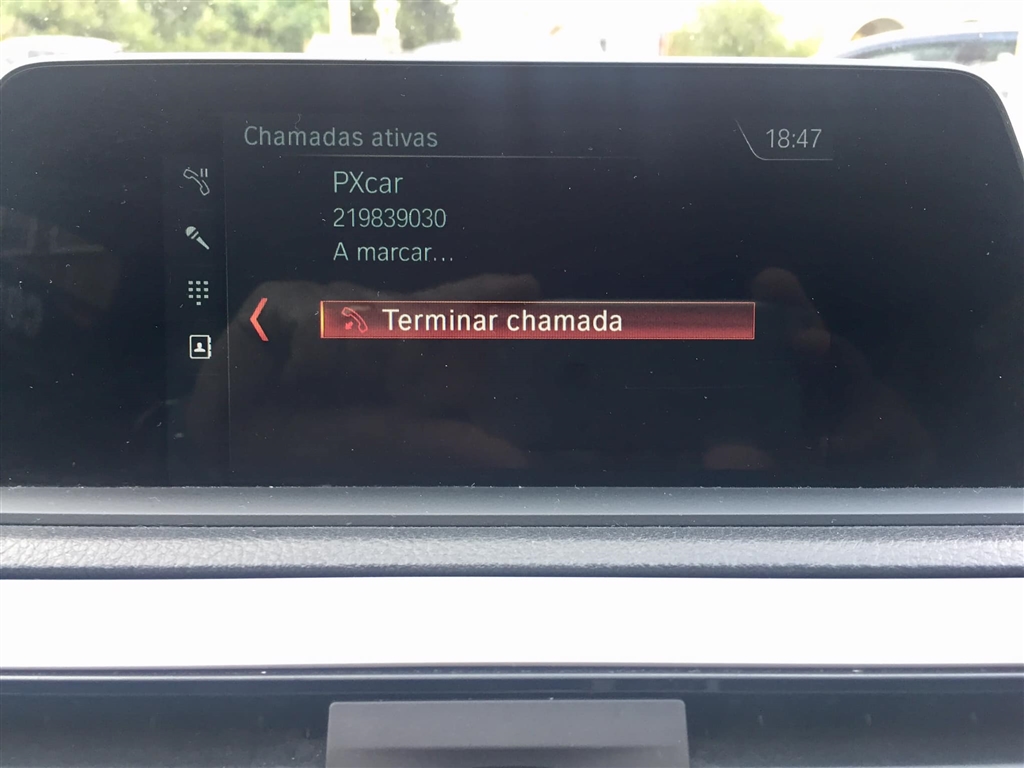 Chamadas ativas
18:47
PXcar
219839030
A marcar...
Terminar chamada